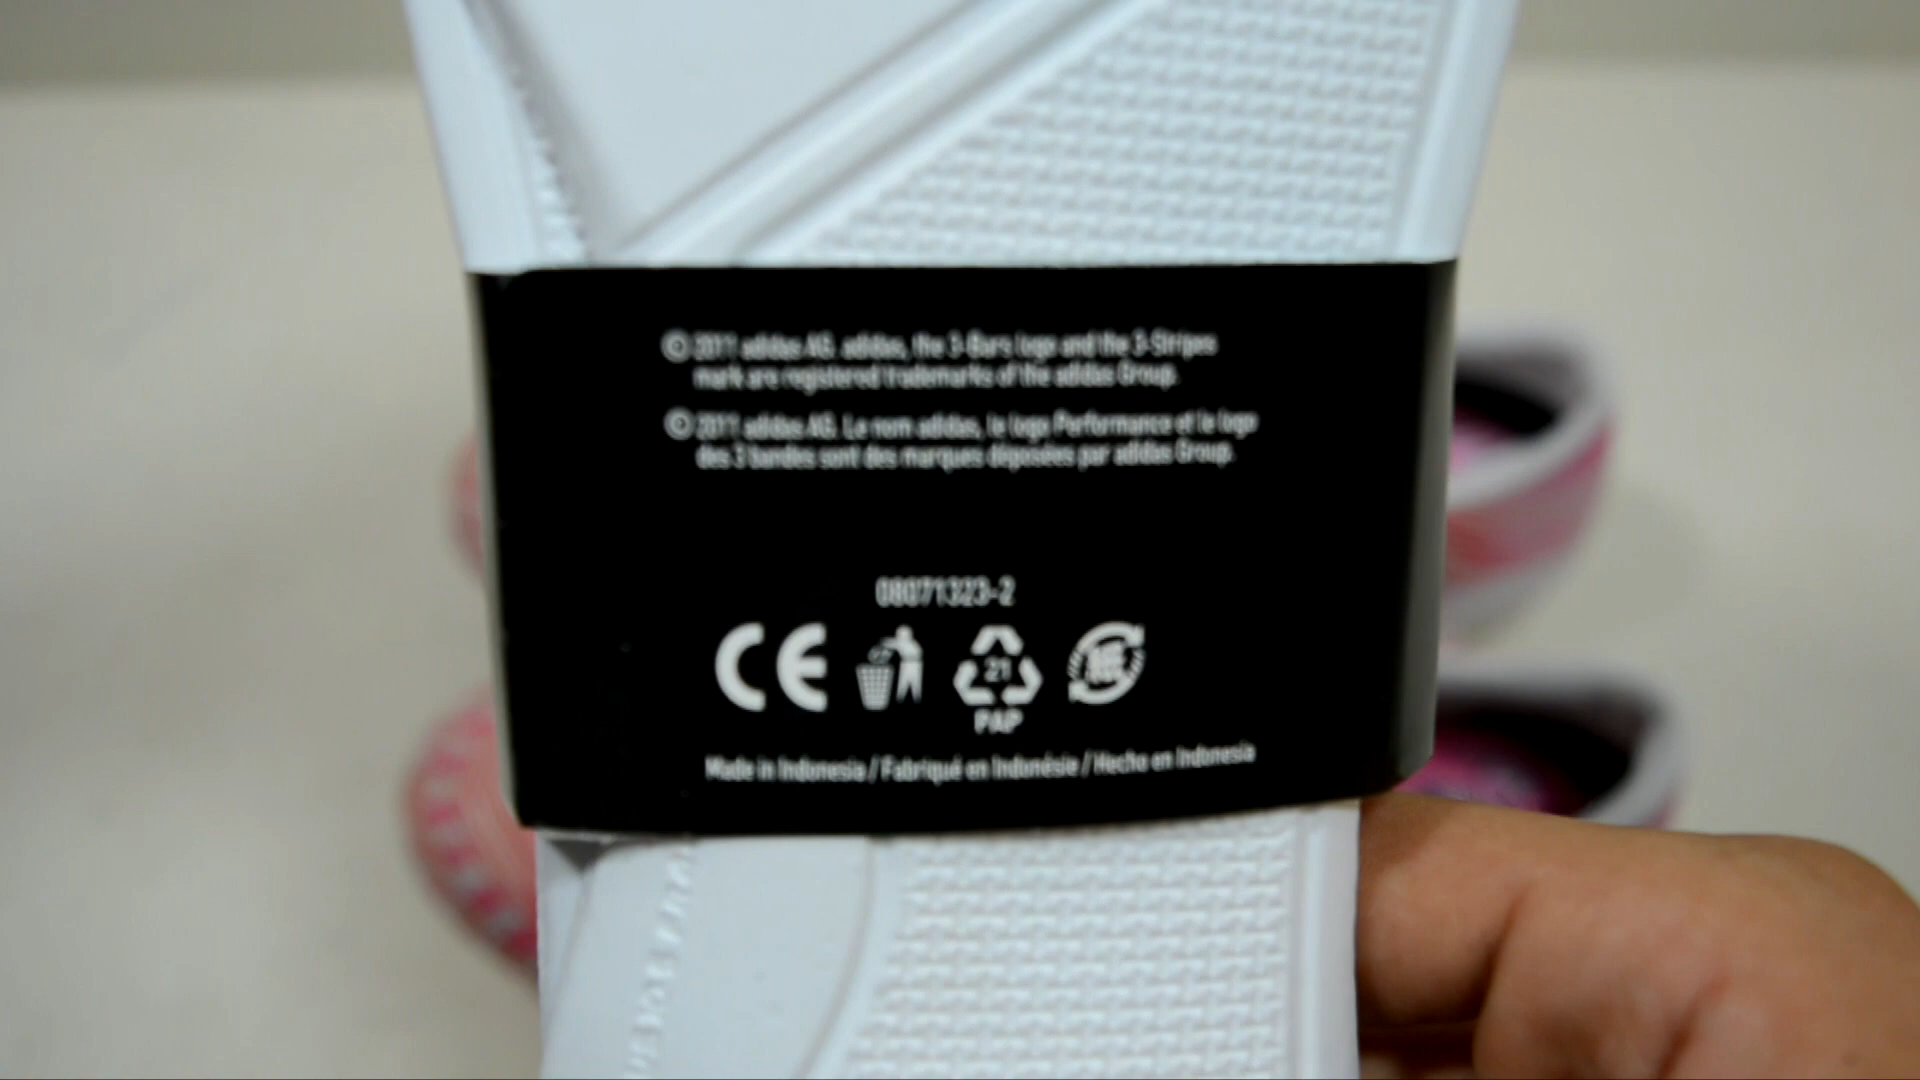 © 2011 adidas AG. adidas, the 3-Bars logo and the 3-Stripes
mark are registered trademarks of the adidas Group.
© 2011 adidas AG. Le nom adidas, le logo Performance et le logo
des 3 bandes sont des marques déposées par adidas Group.
08071323-2
CE
21
PAP
Made in Indonesia / Fabriqué en Indonésie / Hecho en Indonesia